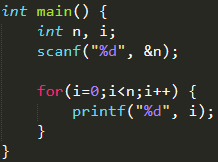 int main() {
    int n, i;
    scanf("%d", &n);

    for(i=0;i<n;i++) {
        printf("%d", i);
    }
}